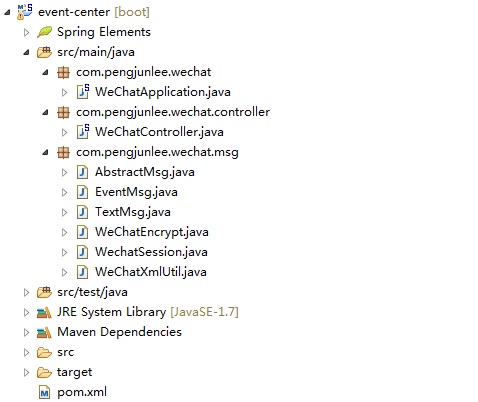 event-center [boot]
Spring Elements
src/main/java
com.pengjunlee.wechat
WeChatApplication.java
com.pengjunlee.wechat.controller
WeChatController.java
com.pengjunlee.wechat.msg
AbstractMsg.java
EventMsg.java
TextMsg.java
WeChatEncrypt.java
WechatSession.java
WeChatXmlUtil.java
src/test/java
JRE System Library [JavaSE-1.7]
Maven Dependencies
src
target
pom.xml